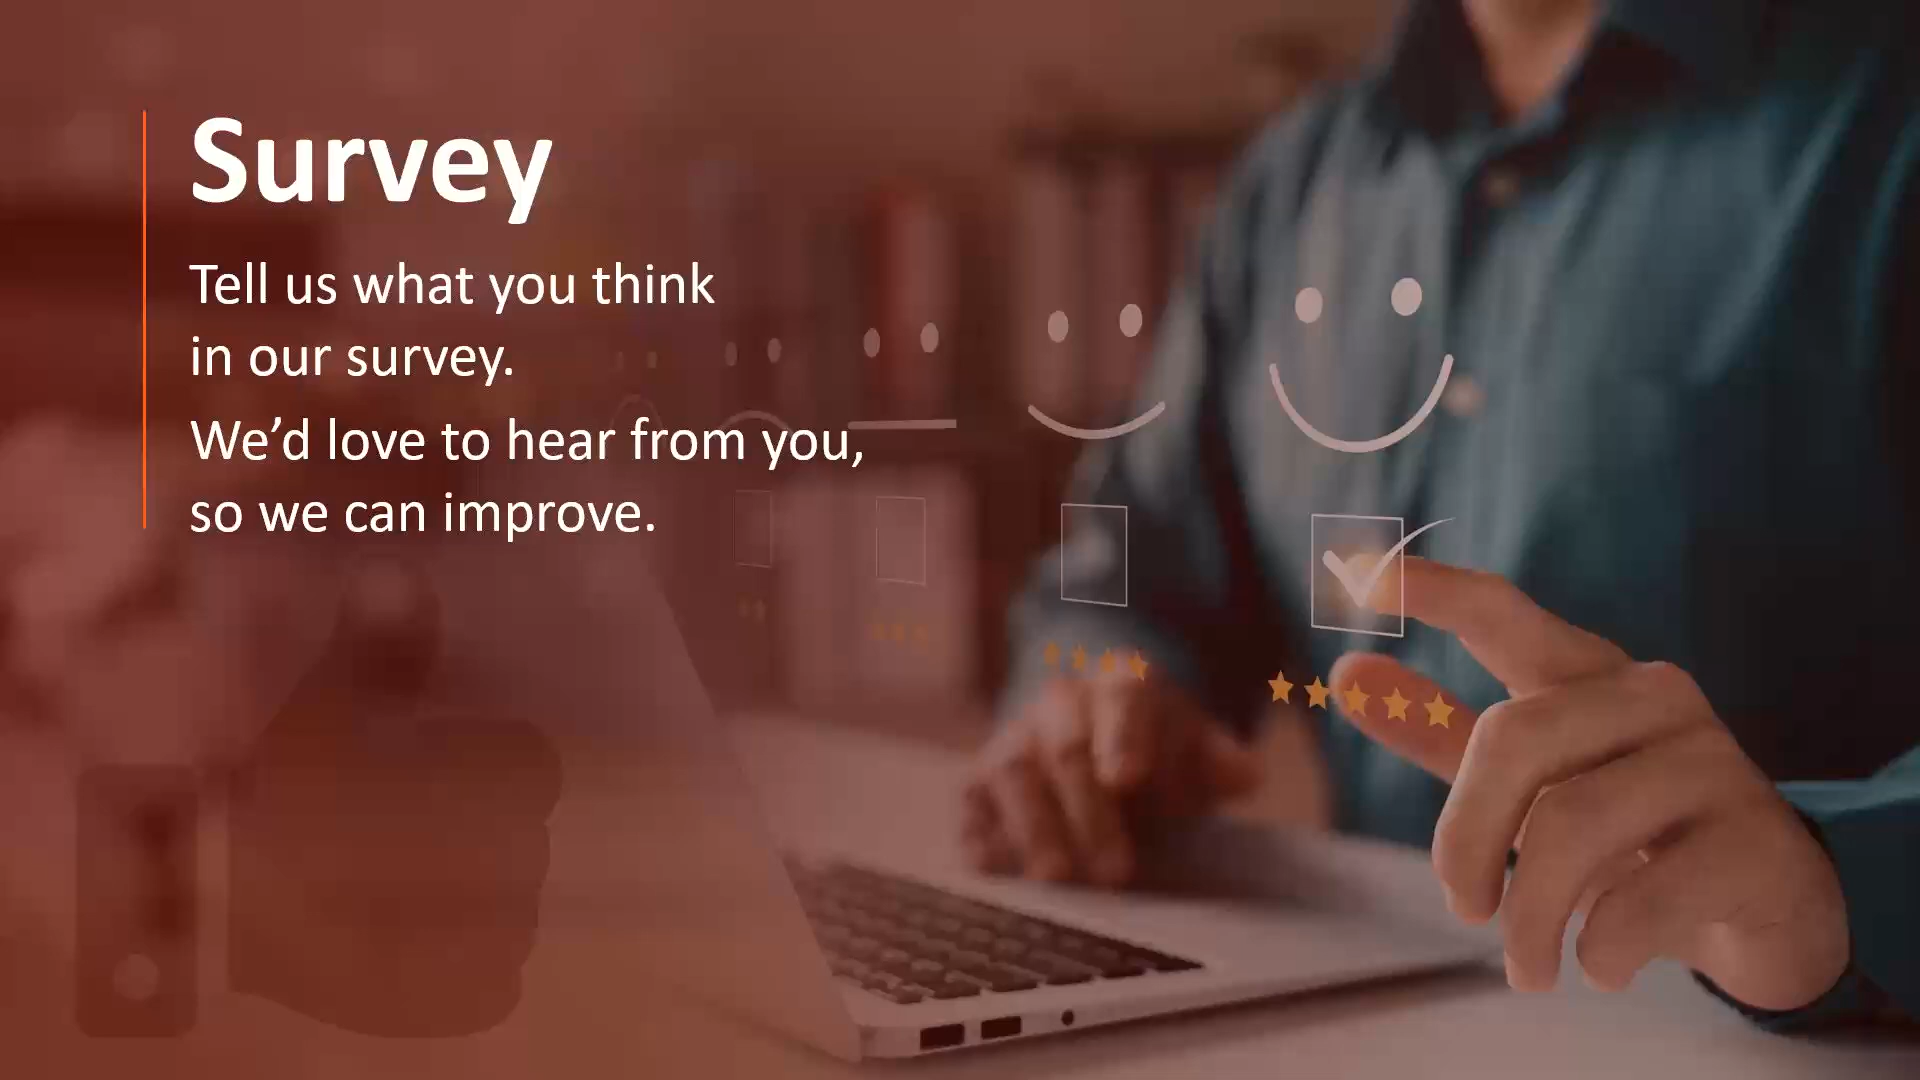 Survey
Tell us what you think
in our survey.
We’d love to hear from you,
so we can improve.